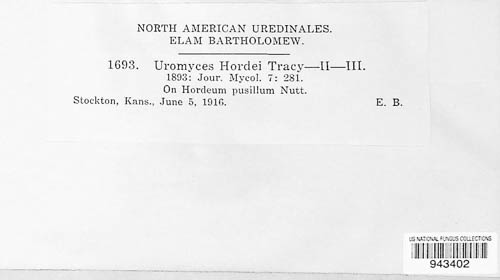 NORTH AMERICAN UREDINALES.
ELAM BARTHOLOMEW.
1693. Uromyces Hordei Tracy—II—III.
1893: Jour. Mycol. 7: 281.
On Hordeum pusillum Nutt.
Stockton, Kans., June 5, 1916. E. B.
US NATIONAL FUNGUS COLLECTIONS
943402